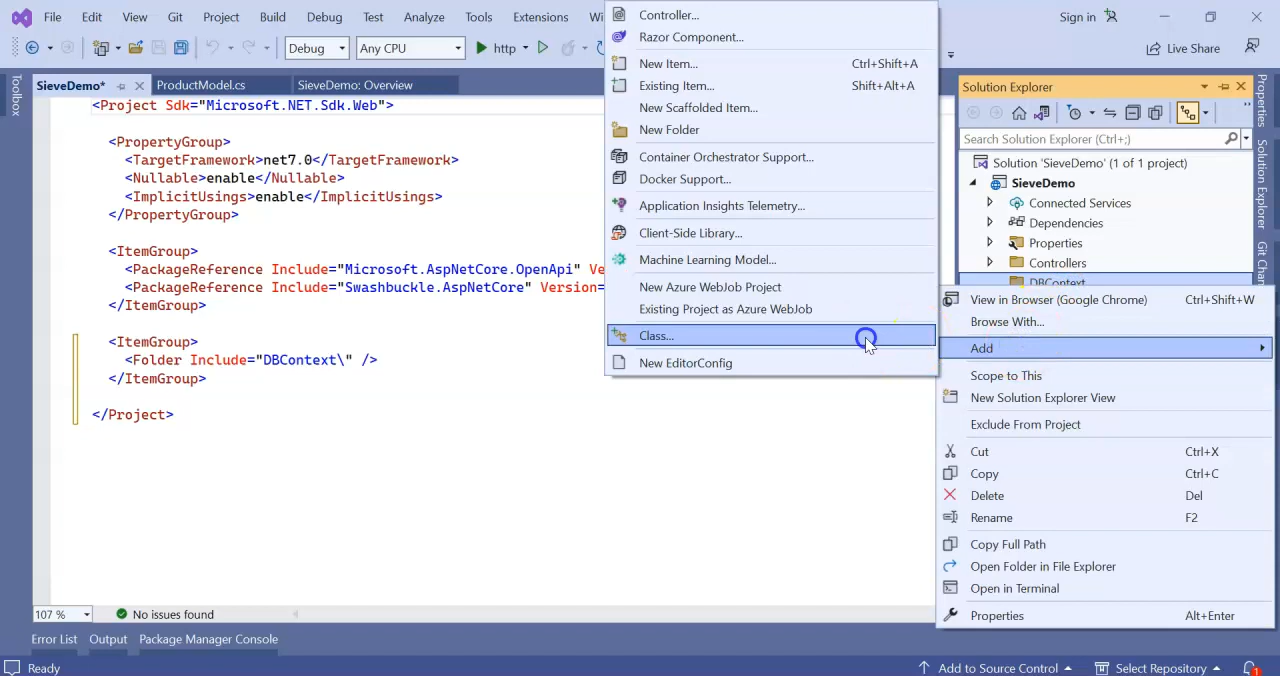 File Edit View Git Project Build Debug Test Analyze Tools Extensions Wi
Sign in
Debug Any CPU http
Live Share
SieveDemo* ProductModel.cs SieveDemo: Overview
Toolbox
<Project Sdk="Microsoft.NET.Sdk.Web">
<PropertyGroup>
<TargetFramework>net7.0</TargetFramework>
<Nullable>enable</Nullable>
<ImplicitUsings>enable</ImplicitUsings>
</PropertyGroup>
<ItemGroup>
<PackageReference Include="Microsoft.AspNetCore.OpenApi" Ve
<PackageReference Include="Swashbuckle.AspNetCore" Version=
</ItemGroup>
<ItemGroup>
<Folder Include="DBContext\" />
</ItemGroup>
</Project>
Controller...
Razor Component...
New Item... Ctrl+Shift+A
Existing Item... Shift+Alt+A
New Scaffolded Item...
New Folder
Container Orchestrator Support...
Docker Support...
Application Insights Telemetry...
Client-Side Library...
Machine Learning Model...
New Azure WebJob Project
Existing Project as Azure WebJob
Class...
New EditorConfig
Solution Explorer
Search Solution Explorer (Ctrl+;)
Solution 'SieveDemo' (1 of 1 project)
SieveDemo
Connected Services
Dependencies
Properties
Controllers
DBContext
View in Browser (Google Chrome) Ctrl+Shift+W
Browse With...
Add
Scope to This
New Solution Explorer View
Exclude From Project
Cut Ctrl+X
Copy Ctrl+C
Delete Del
Rename F2
Copy Full Path
Open Folder in File Explorer
Open in Terminal
Properties Alt+Enter
Properties
Solution Explorer
Git Chan
107 % No issues found
Error List Output Package Manager Console
Ready
Add to Source Control Select Repository 1